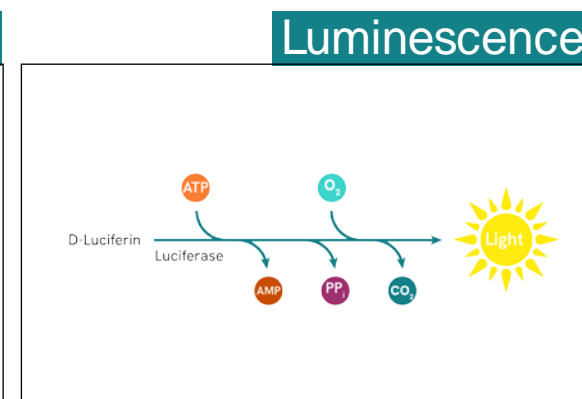 Luminescence
ATP
O₂
D-Luciferin
Luciferase
Light
AMP
PPᵢ
CO₂